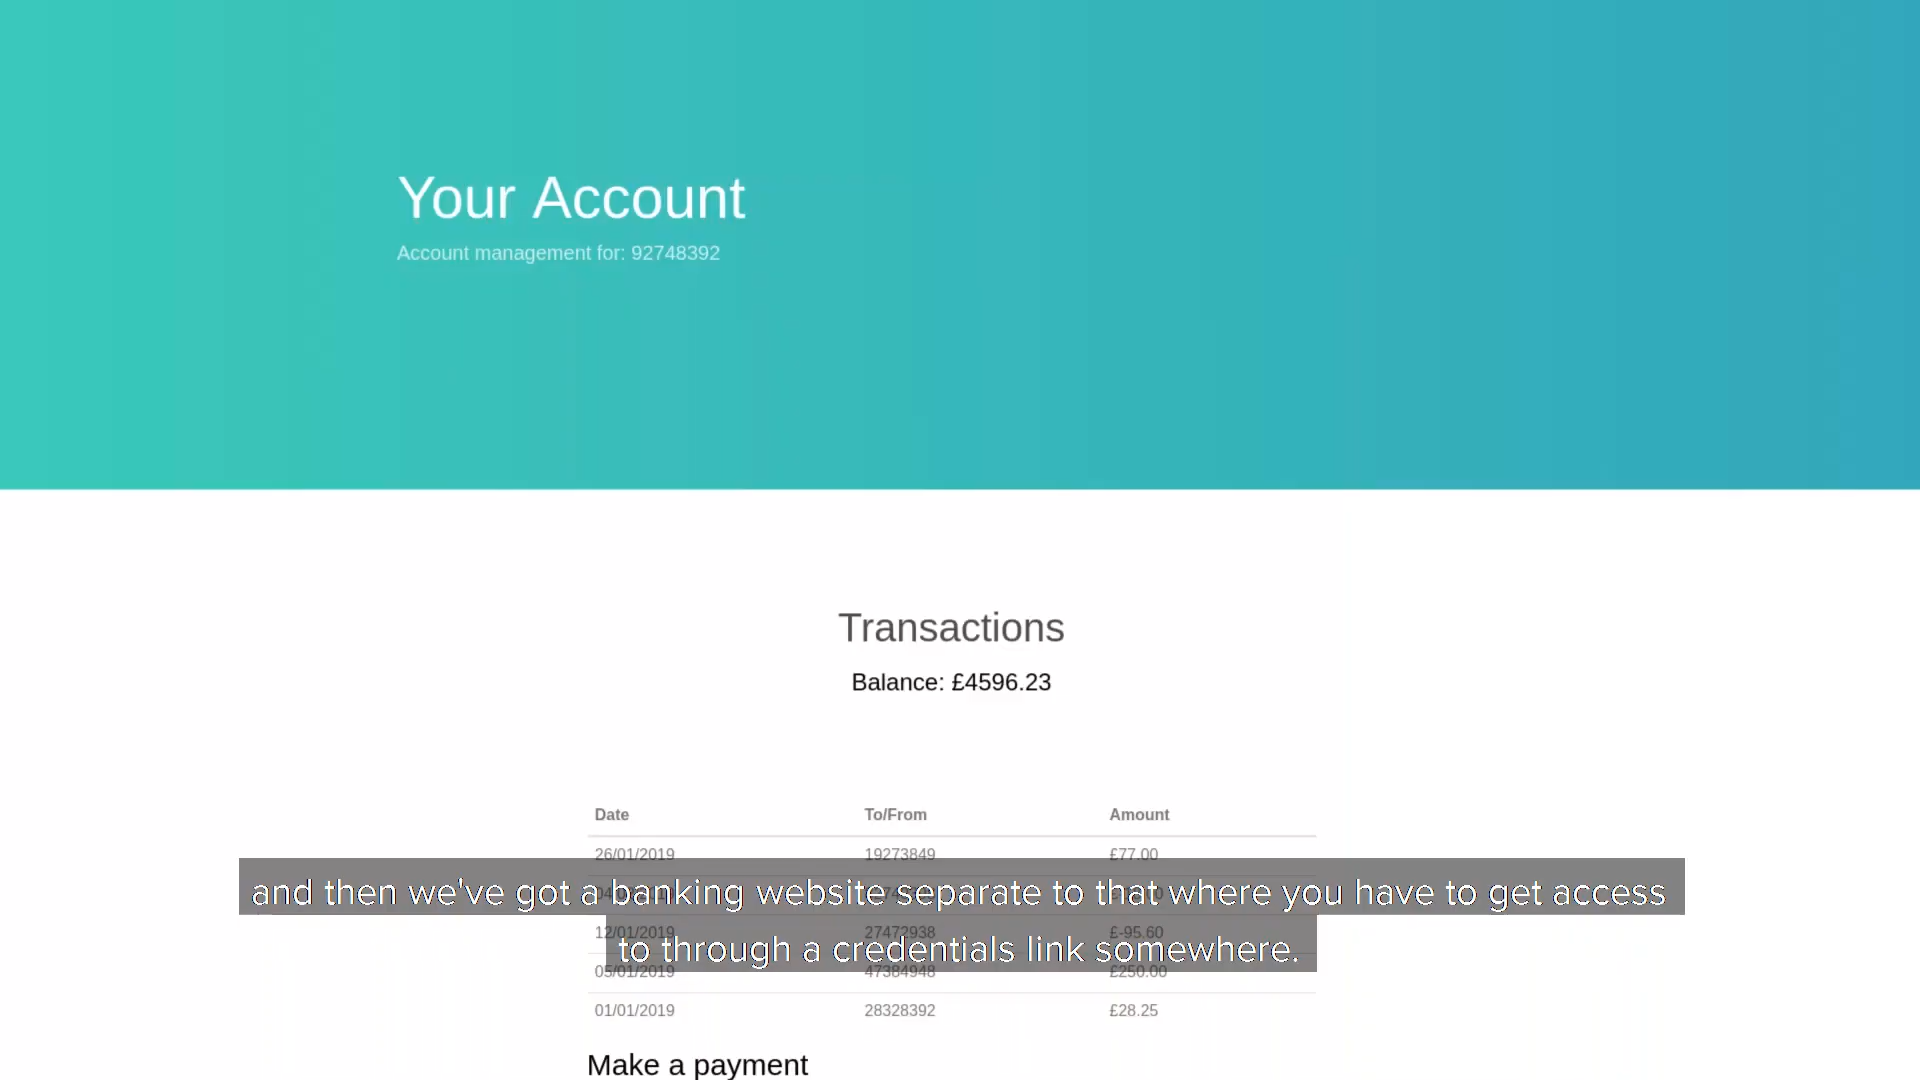 Your Account
Account management for: 92748392
Transactions
Balance: £4596.23
Date To/From Amount
26/01/2019 19273849 £77.00
and then we've got a banking website separate to that where you have to get access
12/01/2019 27472938 £-95.60
to through a credentials link somewhere.
05/01/2019 47384948 £250.00
01/01/2019 28328392 £28.25
Make a payment